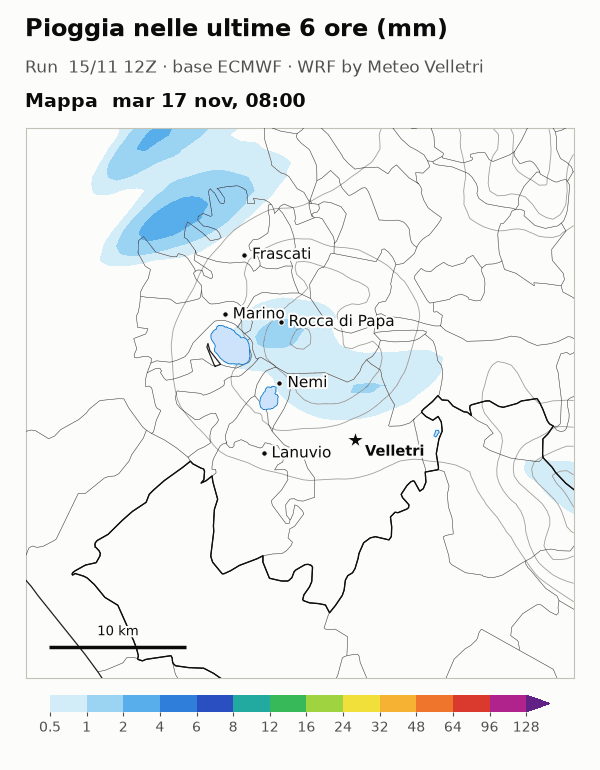 Pioggia nelle ultime 6 ore (mm)
Run  15/11 12Z · base ECMWF · WRF by Meteo Velletri
Mappa  mar 17 nov, 08:00
Frascati
Marino
Rocca di Papa
Nemi
Velletri
Lanuvio
10 km
0.5 1 2 4 6 8 12 16 24 32 48 64 96 128